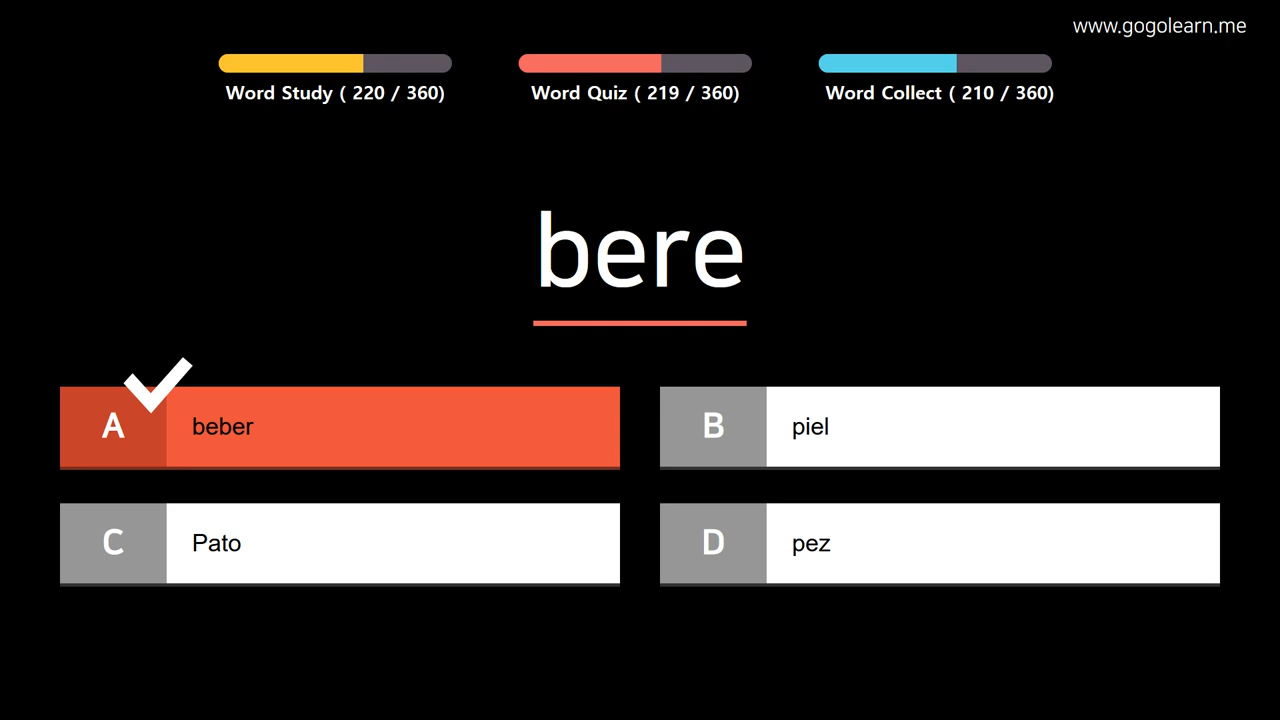 www.gogolearn.me
Word Study ( 220 / 360)
Word Quiz ( 219 / 360)
Word Collect ( 210 / 360)
bere
A beber
B piel
C Pato
D pez